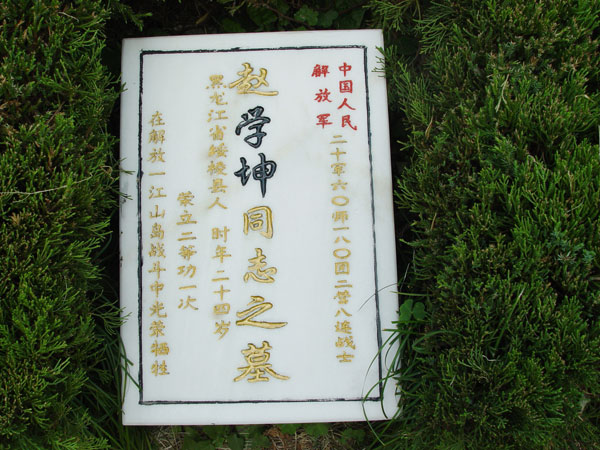 中国人民
解放军
二十军六〇师一八〇团二营八连战士
赵学坤同志之墓
黑龙江省绥棱县人 时年二十四岁
荣立二等功一次
在解放一江山岛战斗中光荣牺牲